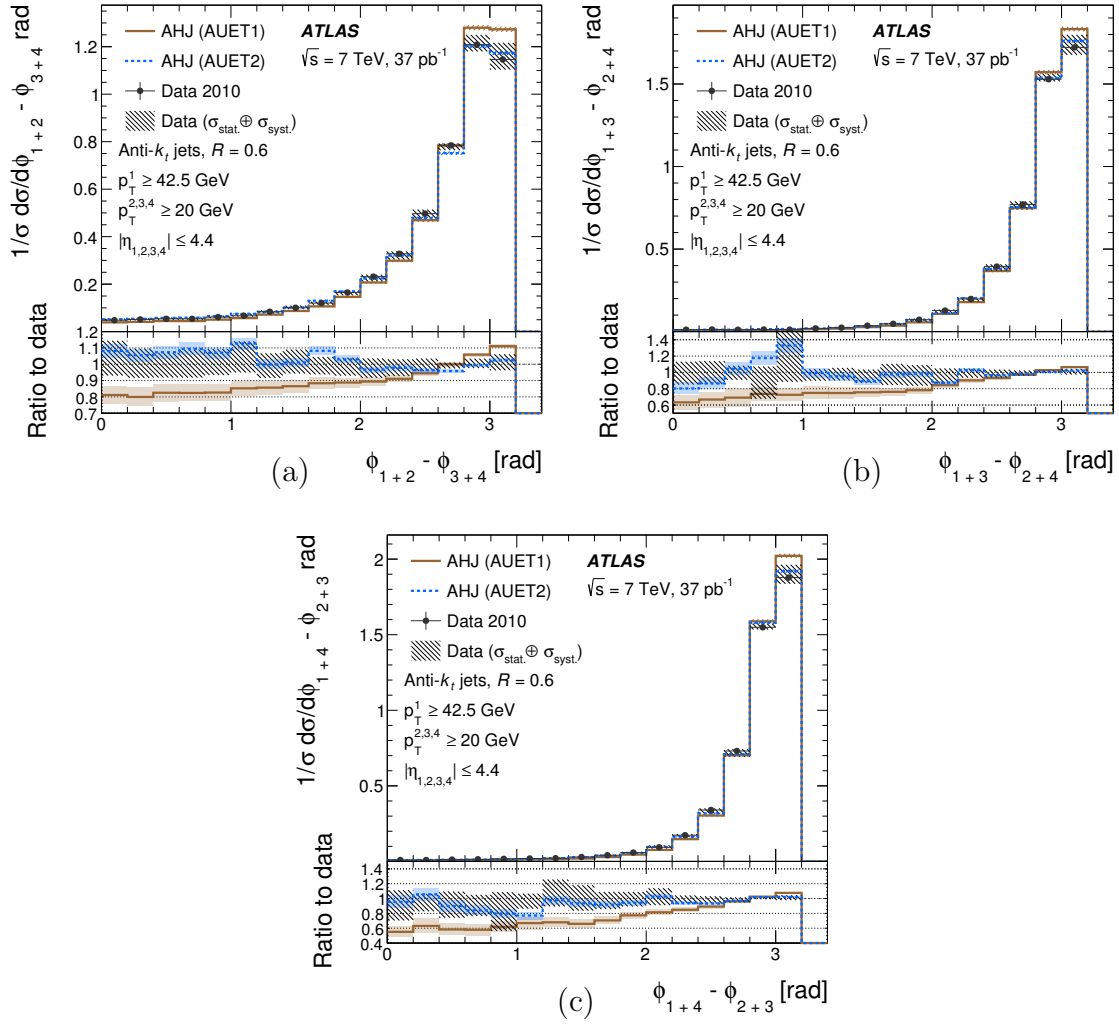 1/σ dσ/dϕ1+2 - ϕ3+4 rad
AHJ (AUET1)
AHJ (AUET2)
Data 2010
Data (σstat.⊕ σsyst.)
Anti-kt jets, R = 0.6
pT1 ≥ 42.5 GeV
pT2,3,4 ≥ 20 GeV
|η1,2,3,4| ≤ 4.4
ATLAS
√s = 7 TeV, 37 pb-1
1.2
1
0.8
0.6
0.4
0.2
Ratio to data
1.2
1.1
1
0.9
0.8
0.7
0 1 2 3
(a) ϕ1+2 - ϕ3+4 [rad]
1/σ dσ/dϕ1+3 - ϕ2+4 rad
AHJ (AUET1)
AHJ (AUET2)
Data 2010
Data (σstat.⊕ σsyst.)
Anti-kt jets, R = 0.6
pT1 ≥ 42.5 GeV
pT2,3,4 ≥ 20 GeV
|η1,2,3,4| ≤ 4.4
ATLAS
√s = 7 TeV, 37 pb-1
1.5
1
0.5
Ratio to data
1.4
1.2
1
0.8
0.6
0 1 2 3
(b) ϕ1+3 - ϕ2+4 [rad]
1/σ dσ/dϕ1+4 - ϕ2+3 rad
AHJ (AUET1)
AHJ (AUET2)
Data 2010
Data (σstat.⊕ σsyst.)
Anti-kt jets, R = 0.6
pT1 ≥ 42.5 GeV
pT2,3,4 ≥ 20 GeV
|η1,2,3,4| ≤ 4.4
ATLAS
√s = 7 TeV, 37 pb-1
2
1.5
1
0.5
Ratio to data
1.4
1.2
1
0.8
0.6
0.4
0 1 2 3
(c) ϕ1+4 - ϕ2+3 [rad]